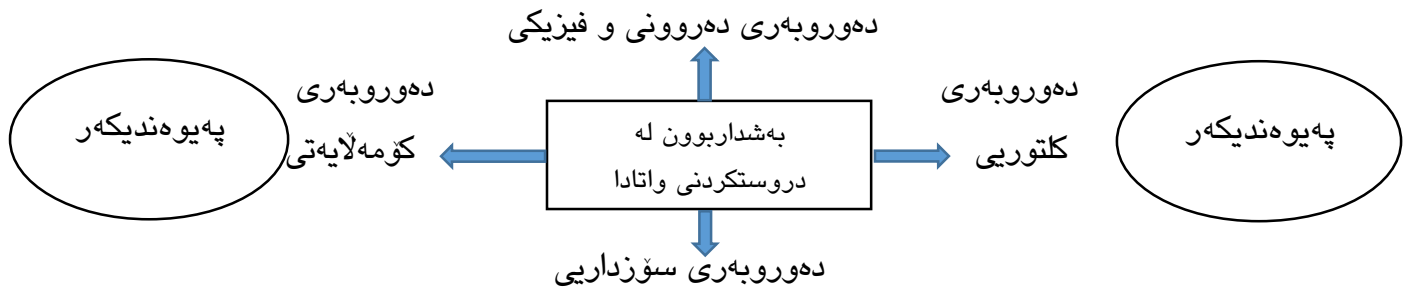 دەوروبەری دەروونی و فیزیکی
پەیوەندیکەر
دەوروبەری
کلتوریی
بەشداربوون لە
دروستکردنی واتادا
دەوروبەری
کۆمەڵایەتی
پەیوەندیکەر
دەوروبەری سۆزداریی